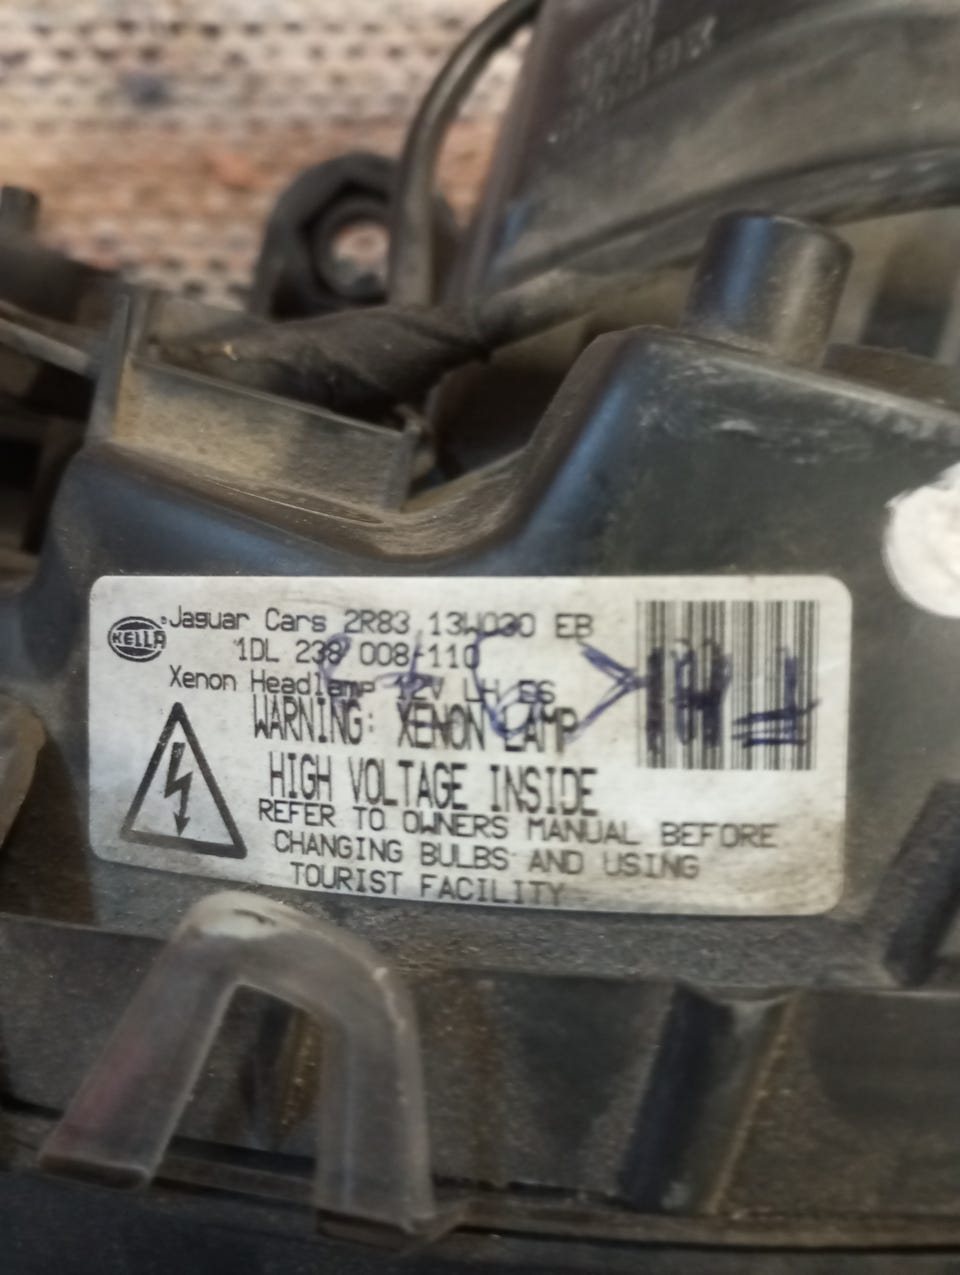 HELLA
Jaguar Cars 2R83 13W030 EB
1DL 238 008-110
Xenon Headlamp 12V LH ES
WARNING: XENON LAMP
HIGH VOLTAGE INSIDE
REFER TO OWNERS MANUAL BEFORE
CHANGING BULBS AND USING
TOURIST FACILITY